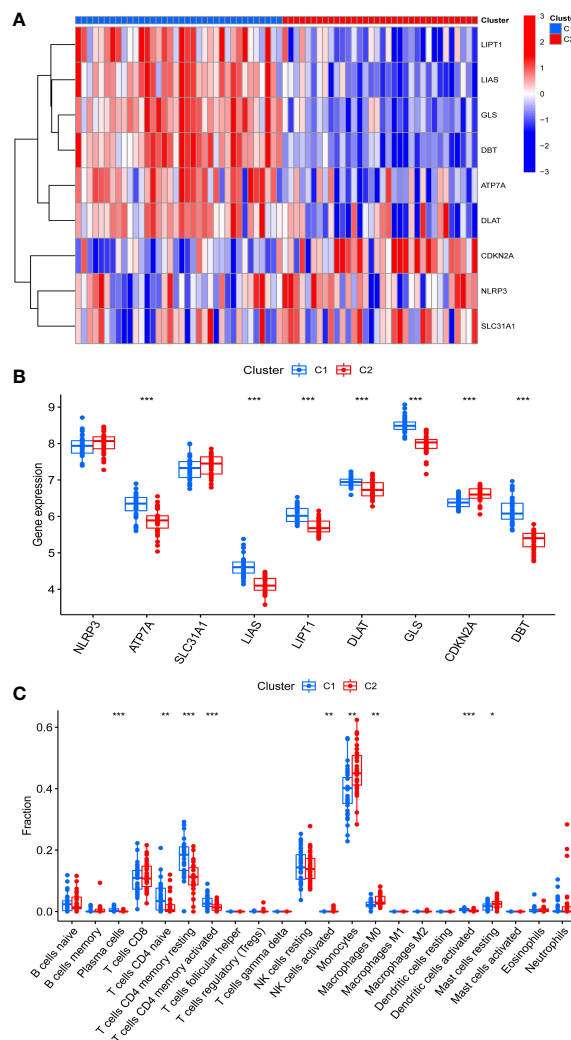 A
Cluster
3
Cluster
C1
C2
2
1
0
−1
−2
−3
LIPT1
LIAS
GLS
DBT
ATP7A
DLAT
CDKN2A
NLRP3
SLC31A1
B
Cluster C1 C2
*** *** *** *** *** *** ***
Gene expression
9
8
7
6
5
4
NLRP3
ATP7A
SLC31A1
LIAS
LIPT1
DLAT
GLS
CDKN2A
DBT
C
Cluster C1 C2
*** ** *** *** ** ** ** *** *
Fraction
0.6
0.4
0.2
0.0
B cells naive
B cells memory
Plasma cells
T cells CD8
T cells CD4 naive
T cells CD4 memory resting
T cells CD4 memory activated
T cells follicular helper
T cells regulatory (Tregs)
T cells gamma delta
NK cells resting
NK cells activated
Monocytes
Macrophages M0
Macrophages M1
Macrophages M2
Dendritic cells resting
Dendritic cells activated
Mast cells resting
Mast cells activated
Eosinophils
Neutrophils